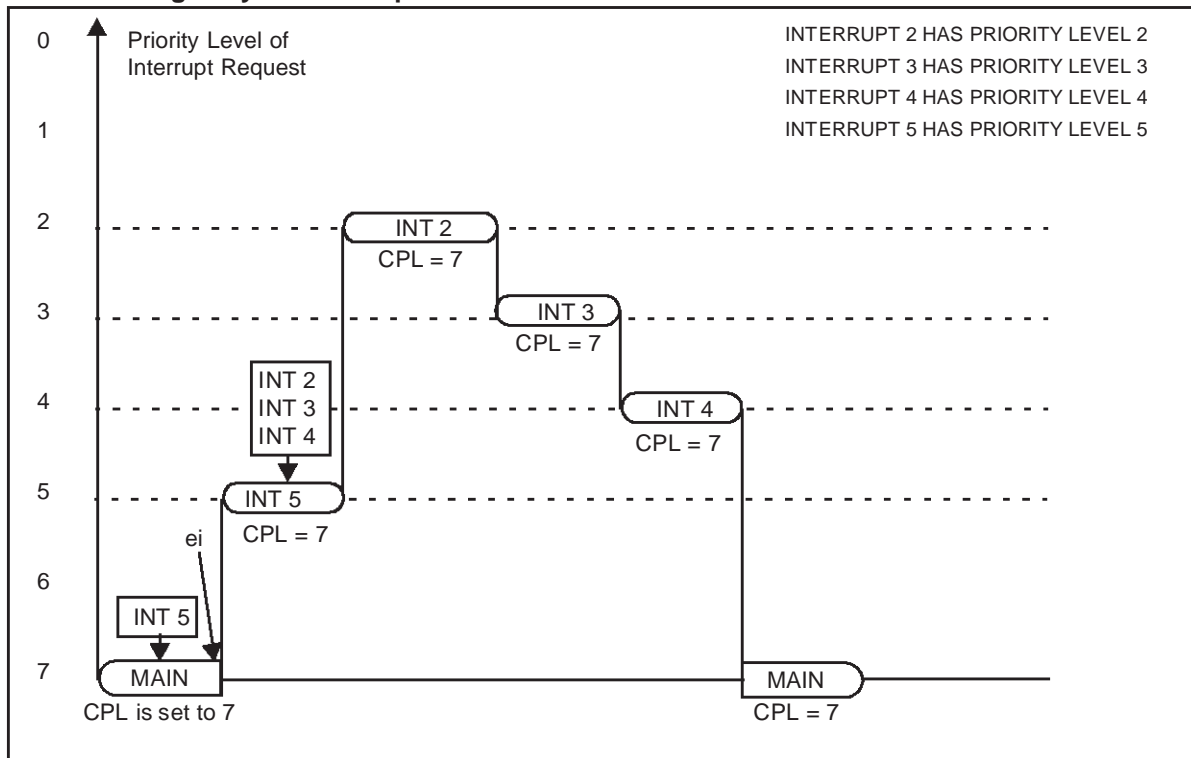 0
Priority Level of
Interrupt Request
INTERRUPT 2 HAS PRIORITY LEVEL 2
INTERRUPT 3 HAS PRIORITY LEVEL 3
INTERRUPT 4 HAS PRIORITY LEVEL 4
INTERRUPT 5 HAS PRIORITY LEVEL 5
1
2
INT 2
CPL = 7
3
INT 3
CPL = 7
INT 2
INT 3
INT 4
4
INT 4
CPL = 7
5
INT 5
CPL = 7
ei
6
INT 5
7
MAIN
CPL is set to 7
MAIN
CPL = 7